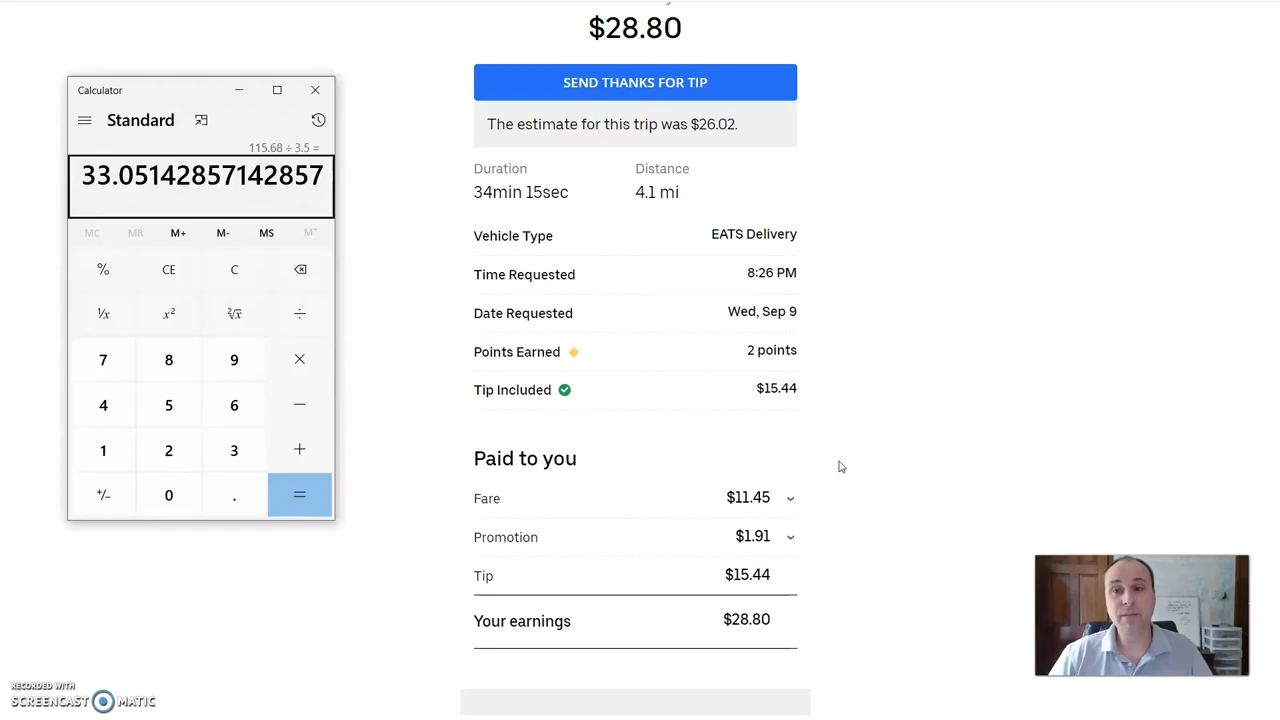 $28.80
SEND THANKS FOR TIP
The estimate for this trip was $26.02.
Duration Distance
34min 15sec 4.1 mi
Vehicle Type EATS Delivery
Time Requested 8:26 PM
Date Requested Wed, Sep 9
Points Earned 2 points
Tip Included $15.44
Paid to you
Fare $11.45
Promotion $1.91
Tip $15.44
Your earnings $28.80
Calculator
Standard
115.68 ÷ 3.5 =
33.05142857142857
MC MR M+ M- MS M˅
% CE C
¹/x x² ²√x ÷
7 8 9 ×
4 5 6 −
1 2 3 +
+/− 0 . =
RECORDED WITH
SCREENCAST MATIC